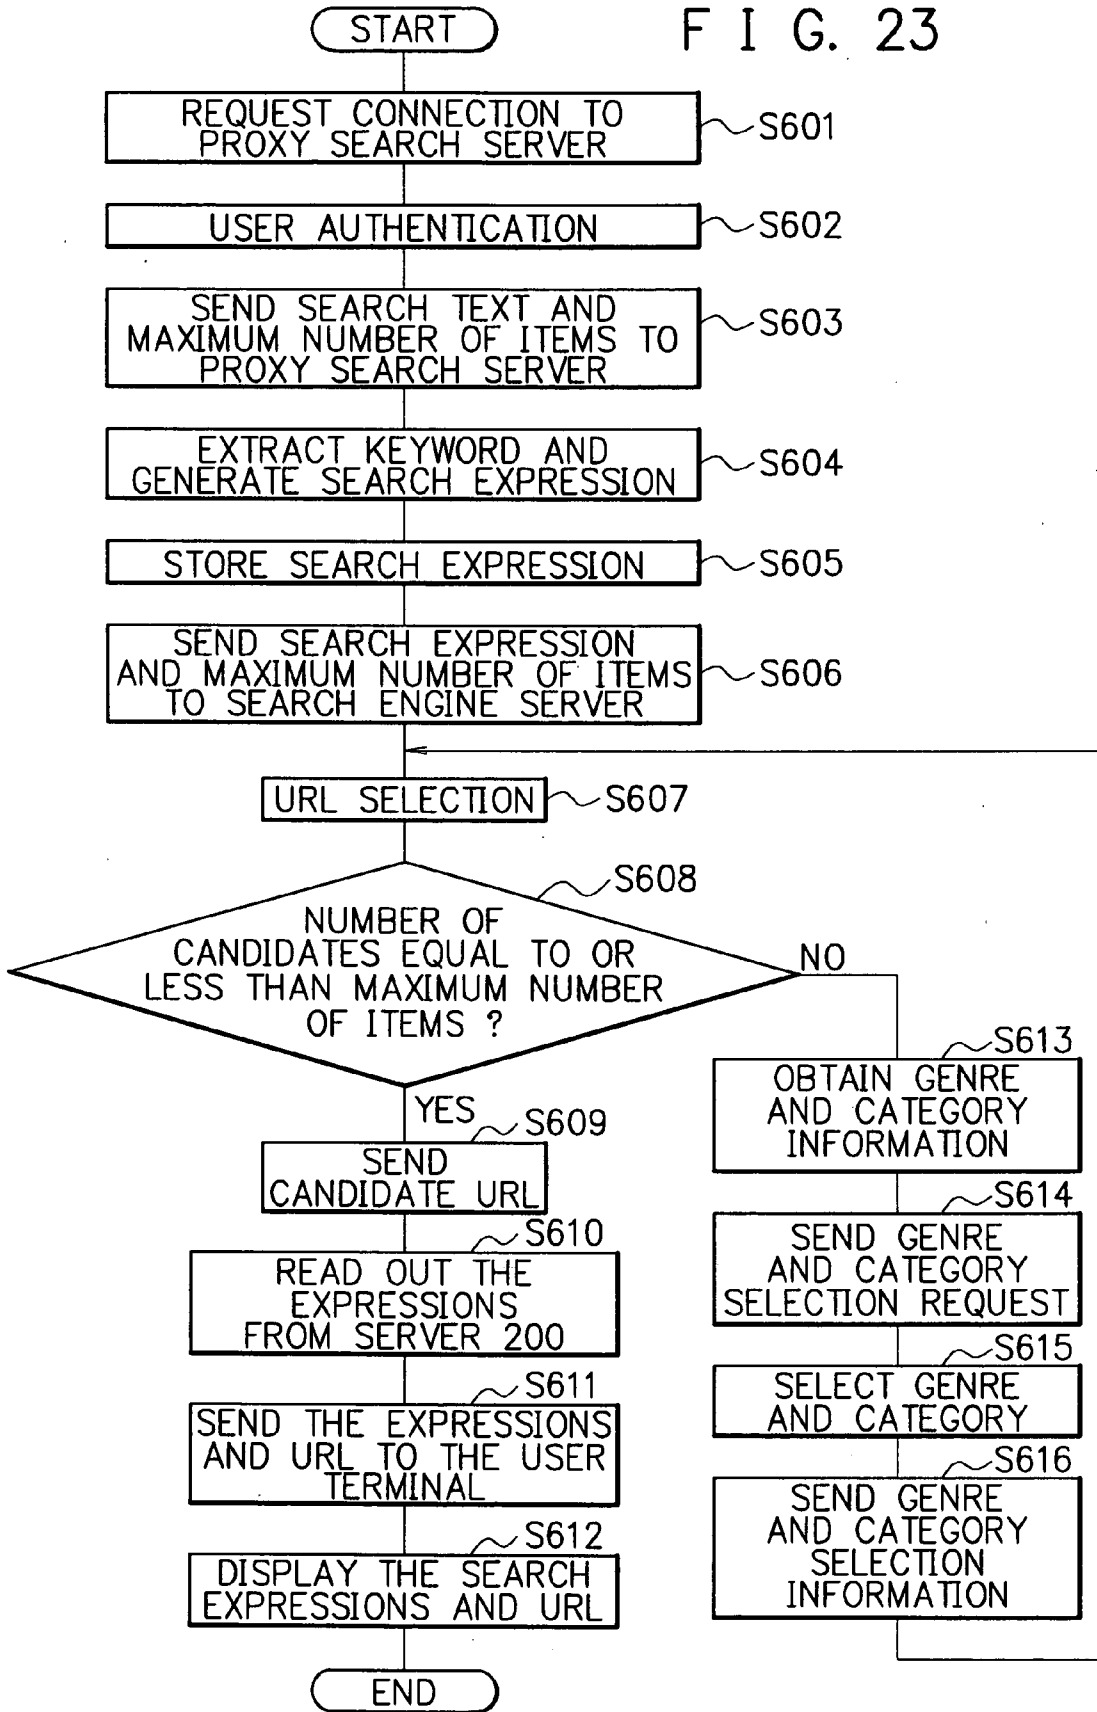 F I G. 23
START
REQUEST CONNECTION TO
PROXY SEARCH SERVER
S601
USER AUTHENTICATION
S602
SEND SEARCH TEXT AND
MAXIMUM NUMBER OF ITEMS TO
PROXY SEARCH SERVER
S603
EXTRACT KEYWORD AND
GENERATE SEARCH EXPRESSION
S604
STORE SEARCH EXPRESSION
S605
SEND SEARCH EXPRESSION
AND MAXIMUM NUMBER OF ITEMS
TO SEARCH ENGINE SERVER
S606
URL SELECTION
S607
S608
NUMBER OF
CANDIDATES EQUAL TO OR
LESS THAN MAXIMUM NUMBER
OF ITEMS ?
NO
YES
S609
SEND
CANDIDATE URL
S610
READ OUT THE
EXPRESSIONS
FROM SERVER 200
S611
SEND THE EXPRESSIONS
AND URL TO THE USER
TERMINAL
S612
DISPLAY THE SEARCH
EXPRESSIONS AND URL
END
S613
OBTAIN GENRE
AND CATEGORY
INFORMATION
S614
SEND GENRE
AND CATEGORY
SELECTION REQUEST
S615
SELECT GENRE
AND CATEGORY
S616
SEND GENRE
AND CATEGORY
SELECTION
INFORMATION